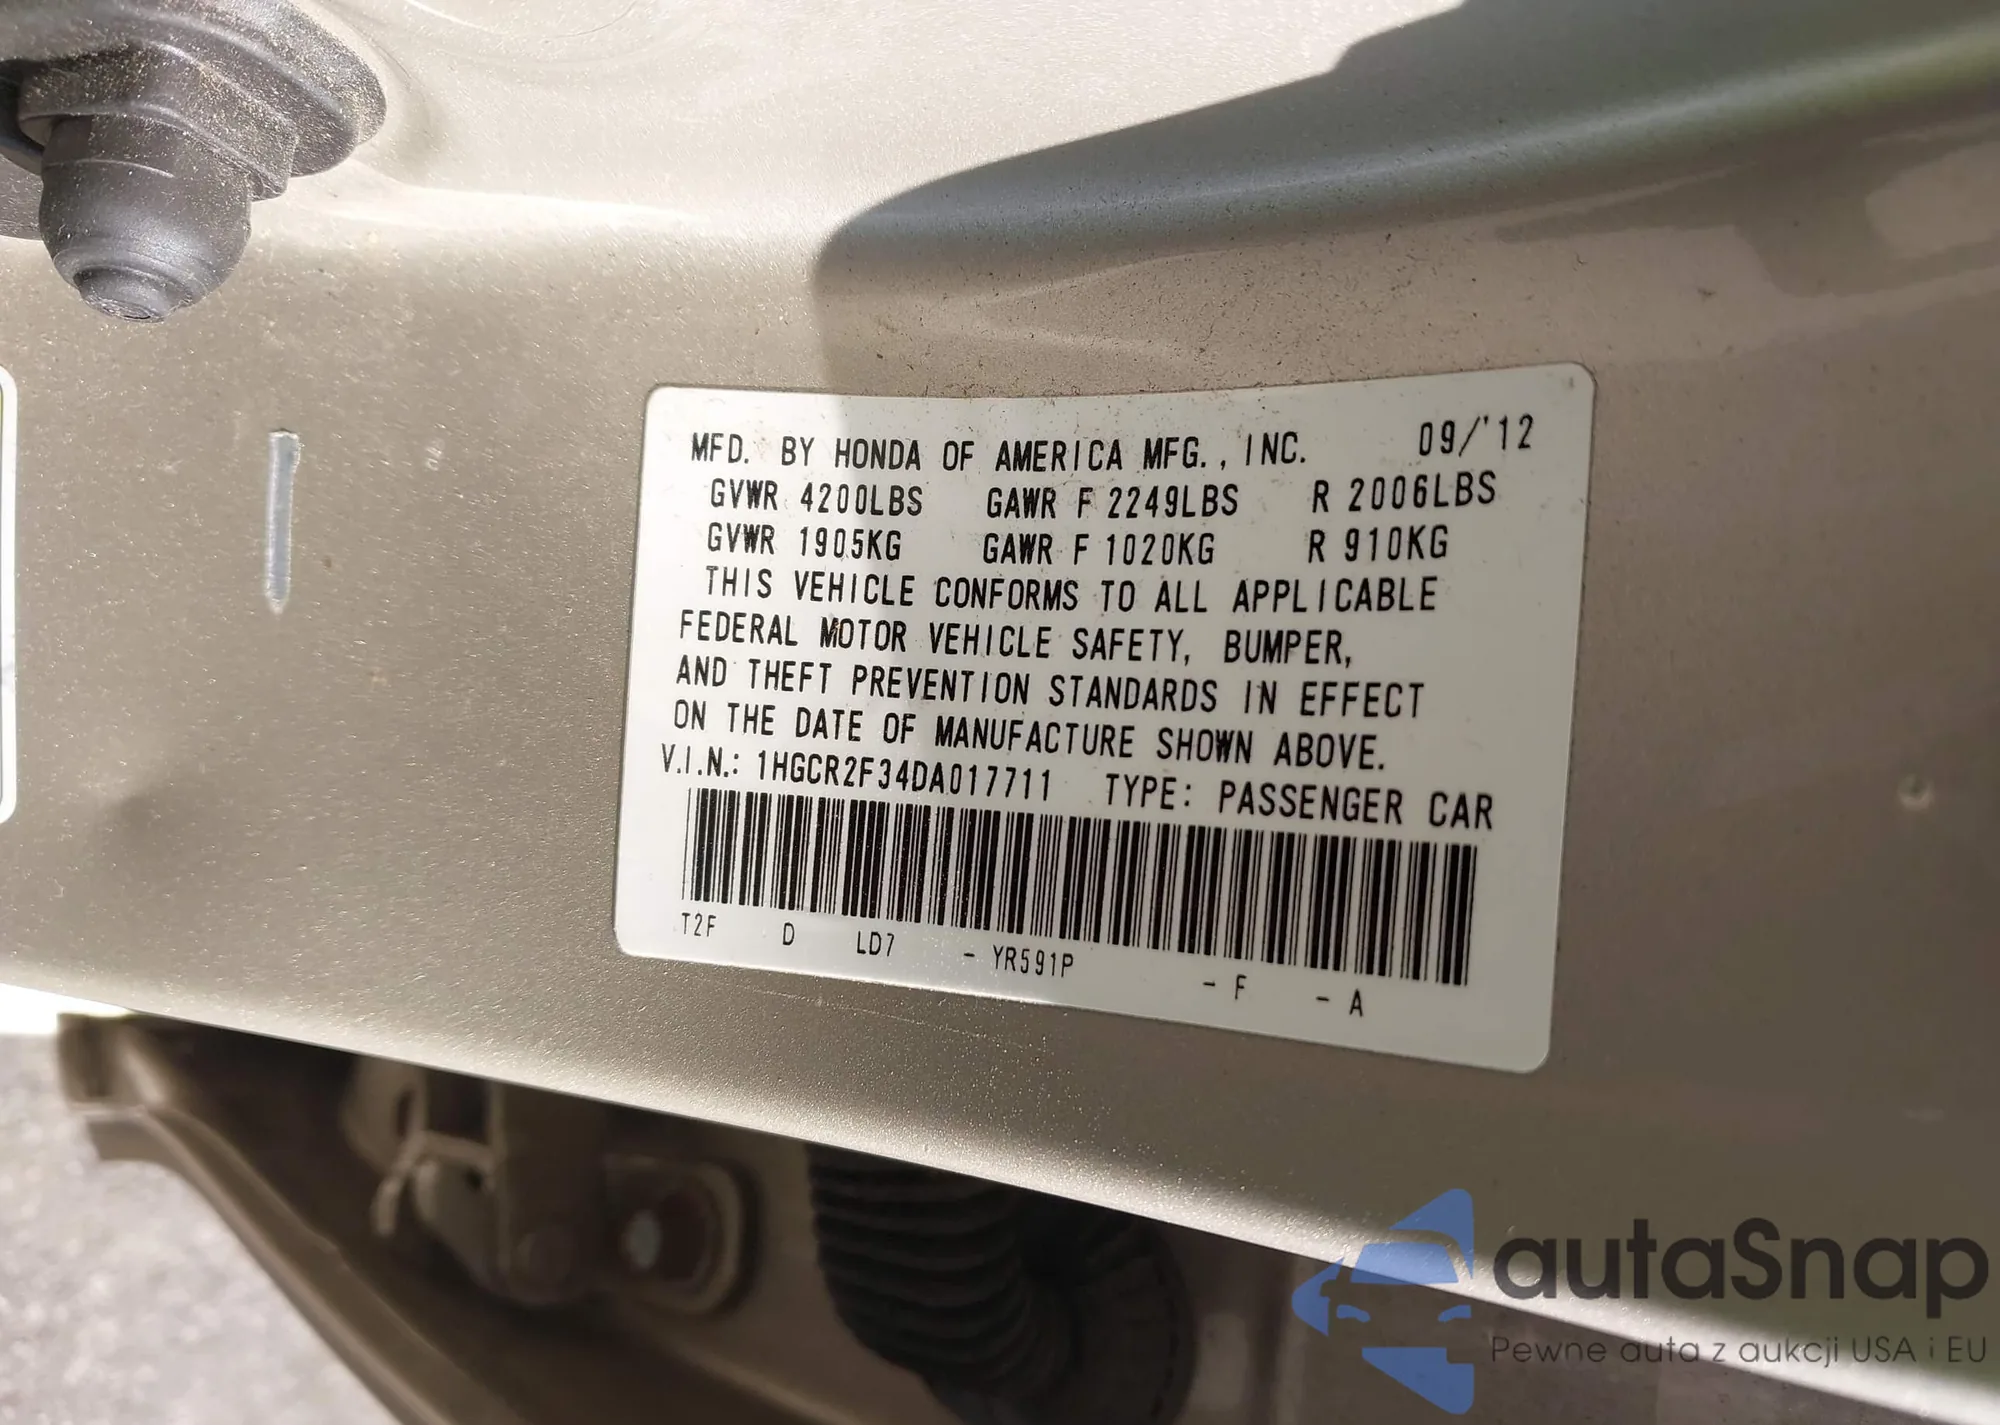 MFD. BY HONDA OF AMERICA MFG., INC. 09/'12
GVWR 4200LBS GAWR F 2249LBS R 2006LBS
GVWR 1905KG GAWR F 1020KG R 910KG
THIS VEHICLE CONFORMS TO ALL APPLICABLE
FEDERAL MOTOR VEHICLE SAFETY, BUMPER,
AND THEFT PREVENTION STANDARDS IN EFFECT
ON THE DATE OF MANUFACTURE SHOWN ABOVE.
V.I.N.: 1HGCR2F34DA017711 TYPE: PASSENGER CAR
T2F D LD7 - YR591P - F - A
autaSnap
Pewne auta z aukcji USA i EU